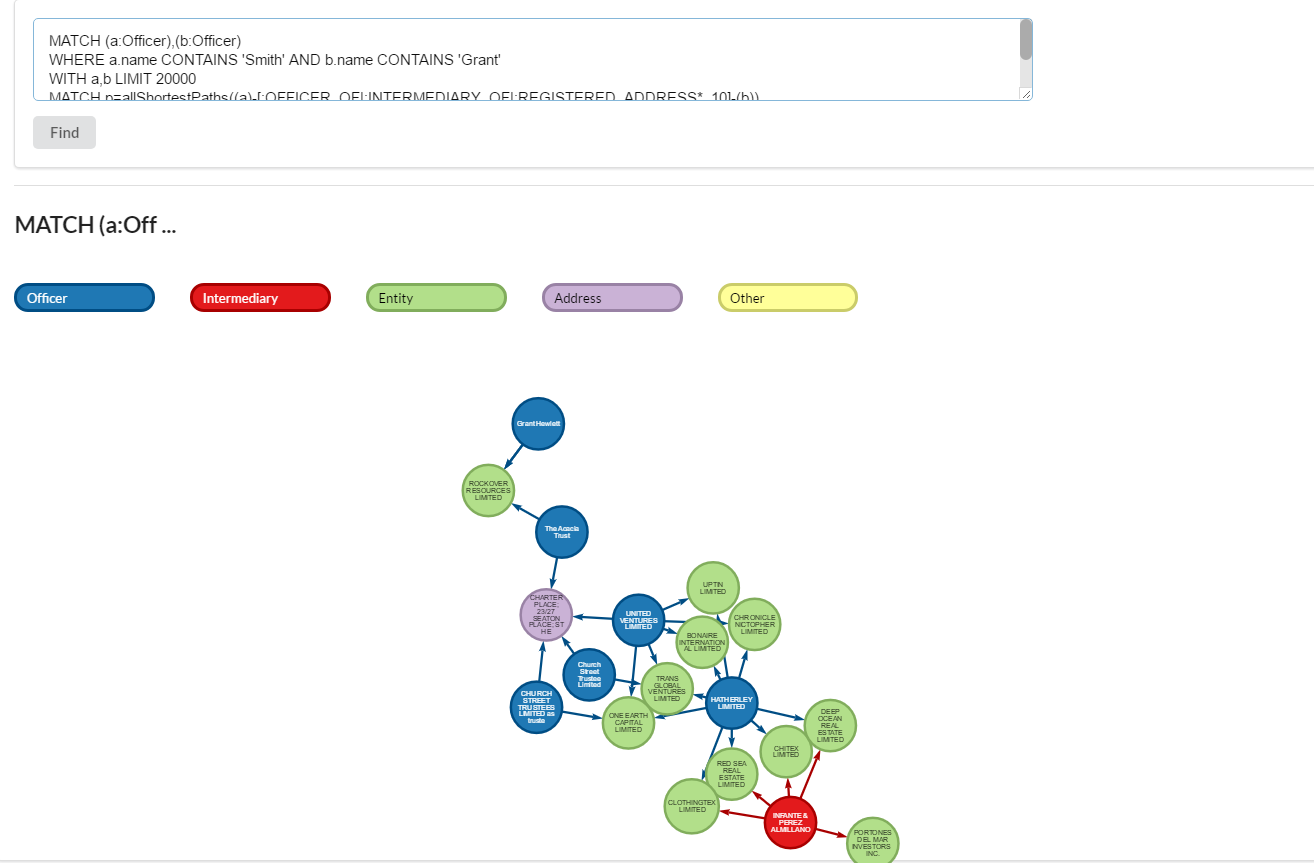 MATCH (a:Officer),(b:Officer)
WHERE a.name CONTAINS 'Smith' AND b.name CONTAINS 'Grant'
WITH a,b LIMIT 20000
MATCH p=allShortestPaths((a)-[:OFFICER_OF|:INTERMEDIARY_OF|:REGISTERED_ADDRESS*..10]-(b))
Find
MATCH (a:Off ...
Officer
Intermediary
Entity
Address
Other
Grant Hewlett
ROCKOVER
RESOURCES
LIMITED
The Acacia
Trust
UPTIN
LIMITED
CHARTER
PLACE;
23/27
SEATON
PLACE; ST
HE
UNITED
VENTURES
LIMITED
CHRONICLE
NICTOPHER
LIMITED
BONAIRE
INTERNATION
AL LIMITED
Church
Street
Trustee
Limited
TRANS
GLOBAL
VENTURES
LIMITED
CHURCH
STREET
TRUSTEES
LIMITED as
truste
HATHERLEY
LIMITED
ONE EARTH
CAPITAL
LIMITED
DEEP
OCEAN
REAL
ESTATE
LIMITED
CHITEX
LIMITED
RED SEA
REAL
ESTATE
LIMITED
CLOTHINGTEX
LIMITED
INFANTE &
PEREZ
ALMILLANO
PORTONES
DEL MAR
INVESTORS
INC.